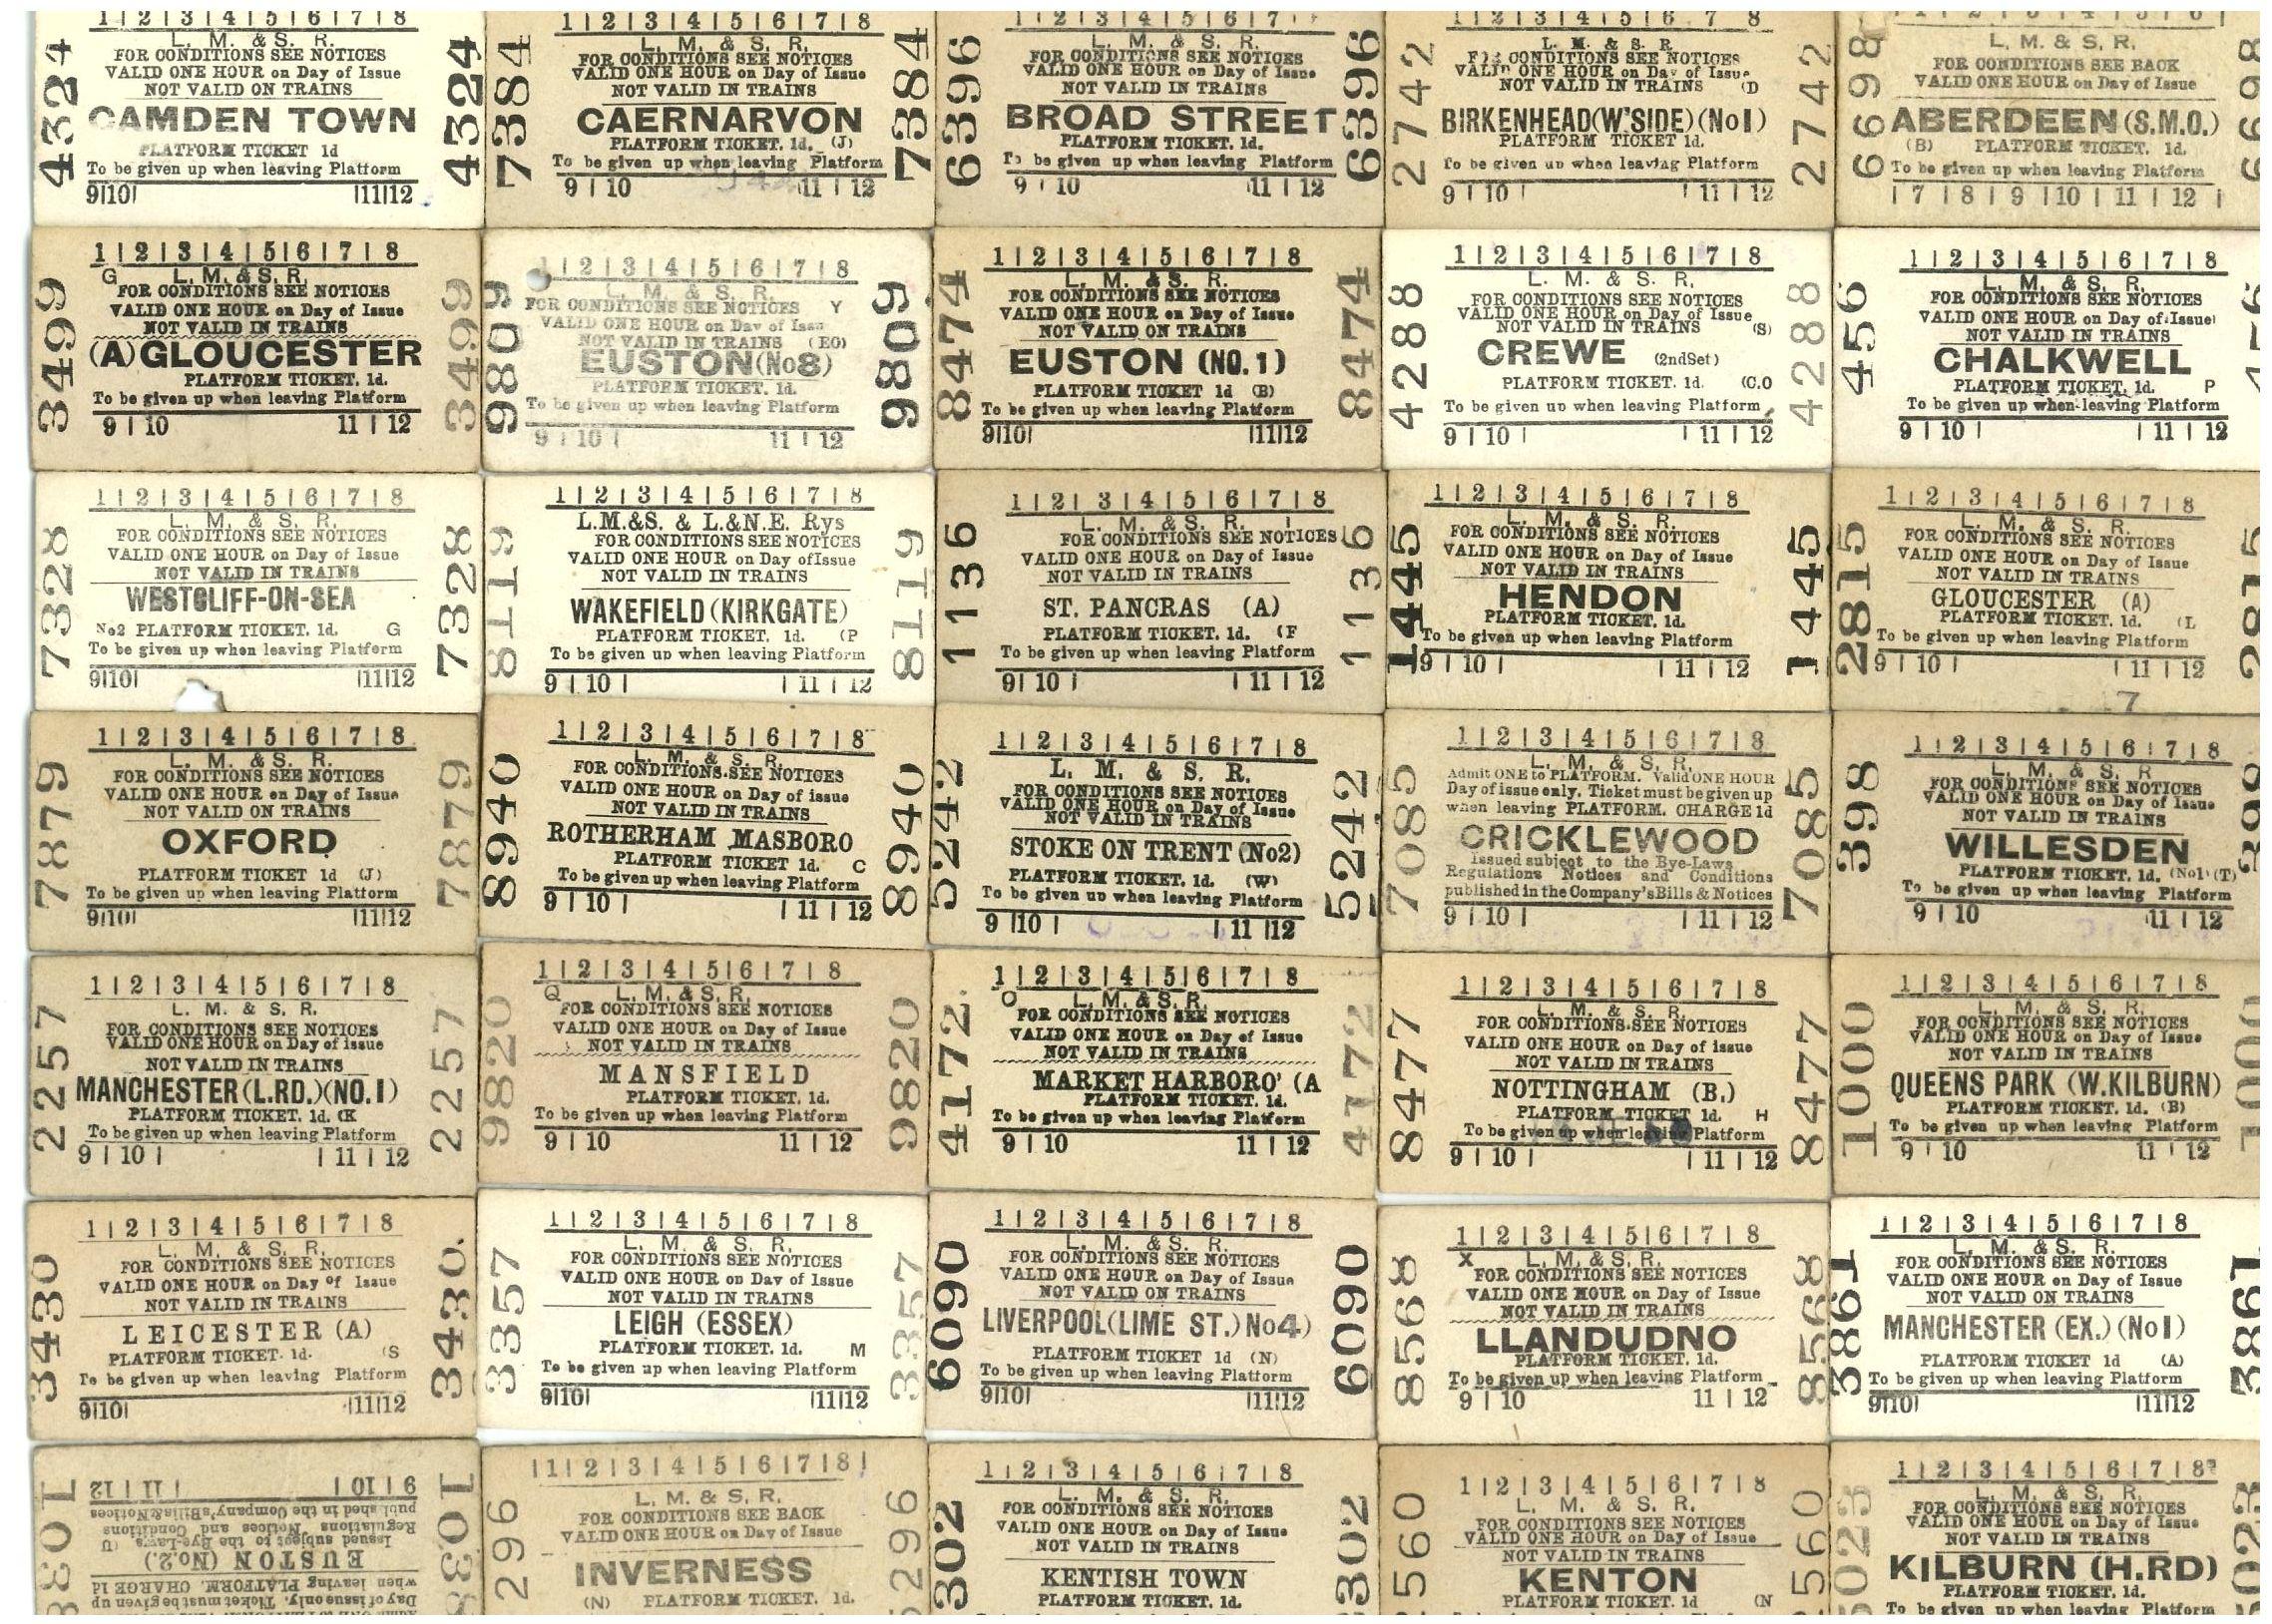 1|2|3|4|5|6|7|8
L. M. & S. R.
FOR CONDITIONS SEE NOTICES
VALID ONE HOUR on Day of Issue
NOT VALID ON TRAINS
CAMDEN TOWN
PLATFORM TICKET 1d
To be given up when leaving Platform
9|10| |11|12
4324 4324
1|2|3|4|5|6|7|8
L. M. & S. R.
FOR CONDITIONS SEE NOTICES
VALID ONE HOUR on Day of Issue
NOT VALID IN TRAINS
CAERNARVON
PLATFORM TICKET. 1d. (J)
To be given up when leaving Platform
9|10 11|12
7384 7384
1|2|3|4|5|6|7
L. M. & S. R.
FOR CONDITIONS SEE NOTICES
VALID ONE HOUR on Day of Issue
NOT VALID IN TRAINS
BROAD STREET
PLATFORM TICKET. 1d.
To be given up when leaving Platform
9|10 11|12
6396 6396
1|2|3|4|5|6 7 8
L. M. & S. R.
CONDITIONS SEE NOTICES
VALID ONE HOUR on Day of Issue
NOT VALID IN TRAINS (D
BIRKENHEAD(W'SIDE)(No1)
PLATFORM TICKET 1d.
To be given up when leaving Platform
9|10| |11|12
2742 2742
L. M. & S. R.
FOR CONDITIONS SEE BACK
VALID ONE HOUR on Day of Issue
ABERDEEN (S.M.O.)
(B) PLATFORM TICKET. 1d.
To be given up when leaving Platform
|7|8|9|10|11|12|
6698 6698
1|2|3|4|5|6|7|8
G L. M. & S. R.
FOR CONDITIONS SEE NOTICES
VALID ONE HOUR on Day of Issue
NOT VALID IN TRAINS
(A) GLOUCESTER
PLATFORM TICKET. 1d.
To be given up when leaving Platform
9|10 11|12
3499 3499
1|2|3|4|5|6|7|8
L. M. & S. R.
FOR CONDITIONS SEE NOTICES Y
VALID ONE HOUR on Day of Issu
NOT VALID IN TRAINS (EO)
EUSTON(No8)
PLATFORM TICKET. 1d.
To be given up when leaving Platform
9|10| 11|12
9809 9809
1|2|3|4|5|6|7|8
L. M. & S. R.
FOR CONDITIONS SEE NOTICES
VALID ONE HOUR on Day of Issue
NOT VALID ON TRAINS
EUSTON (NO.1)
PLATFORM TICKET 1d (B)
To be given up when leaving Platform
9|10| |11|12
8474 8474
1|2|3|4|5|6|7|8
L. M. & S. R.
FOR CONDITIONS SEE NOTICES
VALID ONE HOUR on Day of Issue
NOT VALID IN TRAINS (S)
CREWE (2ndSet)
PLATFORM TICKET. 1d. (C.O
To be given up when leaving Platform
9|10| |11|12
4288 4288
1|2|3|4|5|6|7|8
L. M. & S. R.
FOR CONDITIONS SEE NOTICES
VALID ONE HOUR on Day of Issue
NOT VALID IN TRAINS
CHALKWELL
PLATFORM TICKET, 1d. P
To be given up when leaving Platform
9|10| |11|12
456
1|2|3|4|5|6|7|8
L. M. & S. R.
FOR CONDITIONS SEE NOTICES
VALID ONE HOUR on Day of Issue
NOT VALID IN TRAINS
WESTCLIFF-ON-SEA
No2 PLATFORM TICKET. 1d. G
To be given up when leaving Platform
9|10| |11|12
7328 7328
1|2|3|4|5|6|7|8
L.M.&S. & L.&N.E. Rys
FOR CONDITIONS SEE NOTICES
VALID ONE HOUR on Day of Issue
NOT VALID IN TRAINS
WAKEFIELD (KIRKGATE)
PLATFORM TICKET. 1d. (P
To be given up when leaving Platform
9|10| |11|12
8119 8119
1|2|3|4|5|6|7|8
L. M. & S. R.
FOR CONDITIONS SEE NOTICES
VALID ONE HOUR on Day of Issue
NOT VALID IN TRAINS
ST. PANCRAS (A)
PLATFORM TICKET. 1d. (F
To be given up when leaving Platform
9|10| |11|12
1136 1136
1|2|3|4|5|6|7|8
L. M. & S. R.
FOR CONDITIONS SEE NOTICES
VALID ONE HOUR on Day of Issue
NOT VALID IN TRAINS
HENDON
PLATFORM TICKET. 1d.
To be given up when leaving Platform
9|10| |11|12
1445 1445
1|2|3|4|5|6|7|8
L. M. & S. R.
FOR CONDITIONS SEE NOTICES
VALID ONE HOUR on Day of Issue
NOT VALID IN TRAINS
GLOUCESTER (A)
PLATFORM TICKET. 1d. (L
To be given up when leaving Platform
9|10| |11|12
7
2815 2815
1|2|3|4|5|6|7|8
L. M. & S. R.
FOR CONDITIONS SEE NOTICES
VALID ONE HOUR on Day of Issue
NOT VALID ON TRAINS
OXFORD
PLATFORM TICKET 1d (J)
To be given up when leaving Platform
9|10| |11|12
7879 7879
1|2|3|4|5|6|7|8
L. M. & S. R.
FOR CONDITIONS SEE NOTICES
VALID ONE HOUR on Day of issue
NOT VALID IN TRAINS
ROTHERHAM MASBORO
PLATFORM TICKET 1d. C
To be given up when leaving Platform
9|10| |11|12
8940 8940
1|2|3|4|5|6|7|8
L. M. & S. R.
FOR CONDITIONS SEE NOTICES
VALID ONE HOUR on Day of Issue
NOT VALID IN TRAINS
STOKE ON TRENT (No2)
PLATFORM TICKET. 1d. (W)
To be given up when leaving Platform
9|10| |11|12
5242 5242
1|2|3|4|5|6|7|8
L. M. & S. R.
Admit ONE to PLATFORM. Valid ONE HOUR
Day of issue only. Ticket must be given up
when leaving PLATFORM. CHARGE 1d
CRICKLEWOOD
Issued subject to the Bye-Laws
Regulations Notices and Conditions
published in the Company's Bills & Notices
9|10| |11|12
7085 7085
1|2|3|4|5|6|7|8
L. M. & S. R
FOR CONDITIONS SEE NOTICES
VALID ONE HOUR on Day of Issue
NOT VALID IN TRAINS
WILLESDEN
PLATFORM TICKET. 1d. (No1) (T)
To be given up when leaving Platform
9|10 11|12
398 398
1|2|3|4|5|6|7|8
L. M. & S. R.
FOR CONDITIONS SEE NOTICES
VALID ONE HOUR on Day of issue
NOT VALID IN TRAINS
MANCHESTER(L.RD.)(NO.1)
PLATFORM TICKET. 1d. (K
To be given up when leaving Platform
9|10| |11|12
2257 2257
1|2|3|4|5|6|7|8
Q L. M. & S. R.
FOR CONDITIONS SEE NOTICES
VALID ONE HOUR on Day of Issue
NOT VALID IN TRAINS
MANSFIELD
PLATFORM TICKET. 1d.
To be given up when leaving Platform
9|10 11|12
9820 9820
1|2|3|4|5|6|7|8
O L. M. & S. R.
FOR CONDITIONS SEE NOTICES
VALID ONE HOUR on Day of Issue
NOT VALID IN TRAINS
MARKET HARBORO' (A
PLATFORM TICKET. 1d.
To be given up when leaving Platform
9|10 11|12
4172 4172
1|2|3|4|5|6|7|8
L. M. & S. R.
FOR CONDITIONS SEE NOTICES
VALID ONE HOUR on Day of issue
NOT VALID IN TRAINS
NOTTINGHAM (B.)
PLATFORM TICKET 1d. H
To be given up when leaving Platform
9|10| |11|12
8477 8477
1|2|3|4|5|6|7|8
L. M. & S. R.
FOR CONDITIONS SEE NOTICES
VALID ONE HOUR on Day of Issue
NOT VALID IN TRAINS
QUEENS PARK (W.KILBURN)
PLATFORM TICKET. 1d. (B)
To be given up when leaving Platform
9|10 11|12
1000 1000
1|2|3|4|5|6|7|8
L. M. & S. R.
FOR CONDITIONS SEE NOTICES
VALID ONE HOUR on Day of Issue
NOT VALID IN TRAINS
LEICESTER (A)
PLATFORM TICKET. 1d. (S
To be given up when leaving Platform
9|10| |11|12
3430 3430.
1|2|3|4|5|6|7|8
L. M. & S. R.
FOR CONDITIONS SEE NOTICES
VALID ONE HOUR on Day of Issue
NOT VALID IN TRAINS
LEIGH (ESSEX)
PLATFORM TICKET. 1d. M
To be given up when leaving Platform
9|10| |11|12
3357 3357
1|2|3|4|5|6|7|8
L. M. & S. R.
FOR CONDITIONS SEE NOTICES
VALID ONE HOUR on Day of Issue
NOT VALID ON TRAINS
LIVERPOOL(LIME ST.) No4)
PLATFORM TICKET 1d (N)
To be given up when leaving Platform
9|10| |11|12
6090 6090
1|2|3|4|5|6|7|8
X L. M. & S. R.
FOR CONDITIONS SEE NOTICES
VALID ONE HOUR on Day of Issue
NOT VALID IN TRAINS
LLANDUDNO
PLATFORM TICKET. 1d.
To be given up when leaving Platform
9|10 11|12
8568 8568
1|2|3|4|5|6|7|8
L. M. & S. R.
FOR CONDITIONS SEE NOTICES
VALID ONE HOUR on Day of Issue
NOT VALID ON TRAINS
MANCHESTER (EX.) (No1)
PLATFORM TICKET 1d (A)
To be given up when leaving Platform
9|10| |11|12
3861 3861
Day of issue only, Ticket must be given up
when leaving PLATFORM, CHARGE 1d
EUSTON (No.2.)
Issued subject to the Bye-Laws, (U
Regulations, Notices and Conditions
published in the Company's Bills & Notices
9|10| |11|12
|1|2|3|4|5|6|7|8|
L. M. & S. R.
FOR CONDITIONS SEE BACK
VALID ONE HOUR on Day of Issue
INVERNESS
(N) PLATFORM TICKET. 1d.
296 296
1|2|3|4|5|6|7|8
L. M. & S. R.
FOR CONDITIONS SEE NOTICES
VALID ONE HOUR on Day of Issue
NOT VALID IN TRAINS
KENTISH TOWN
PLATFORM TICKET. 1d.
302 302
1|2|3|4|5|6|7|8
L. M. & S. R.
FOR CONDITIONS SEE NOTICES
VALID ONE HOUR on Day of Issue
NOT VALID IN TRAINS
KENTON
PLATFORM TICKET 1d (N
560 560
1|2|3|4|5|6|7|8
L. M. & S. R.
FOR CONDITIONS SEE NOTICES
VALID ONE HOUR on Day of Issue
NOT VALID IN TRAINS
KILBURN (H.RD)
PLATFORM TICKET. 1d.
023 023